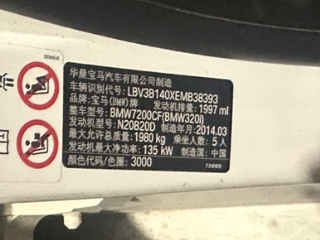 华晨宝马汽车有限公司制造
车辆识别代号: LBV3B140XEMB38393
品牌: 宝马(BMW)牌 发动机排量: 1997 ml
整车型号: BMW7200CF(BMW320i)
发动机型号: N20B20D 制造年月: 2014.03
最大允许总质量: 1980 kg 乘坐人数: 5 人
发动机最大净功率: 135 kW 制造国: 中国
颜色代码/色圈: 3000